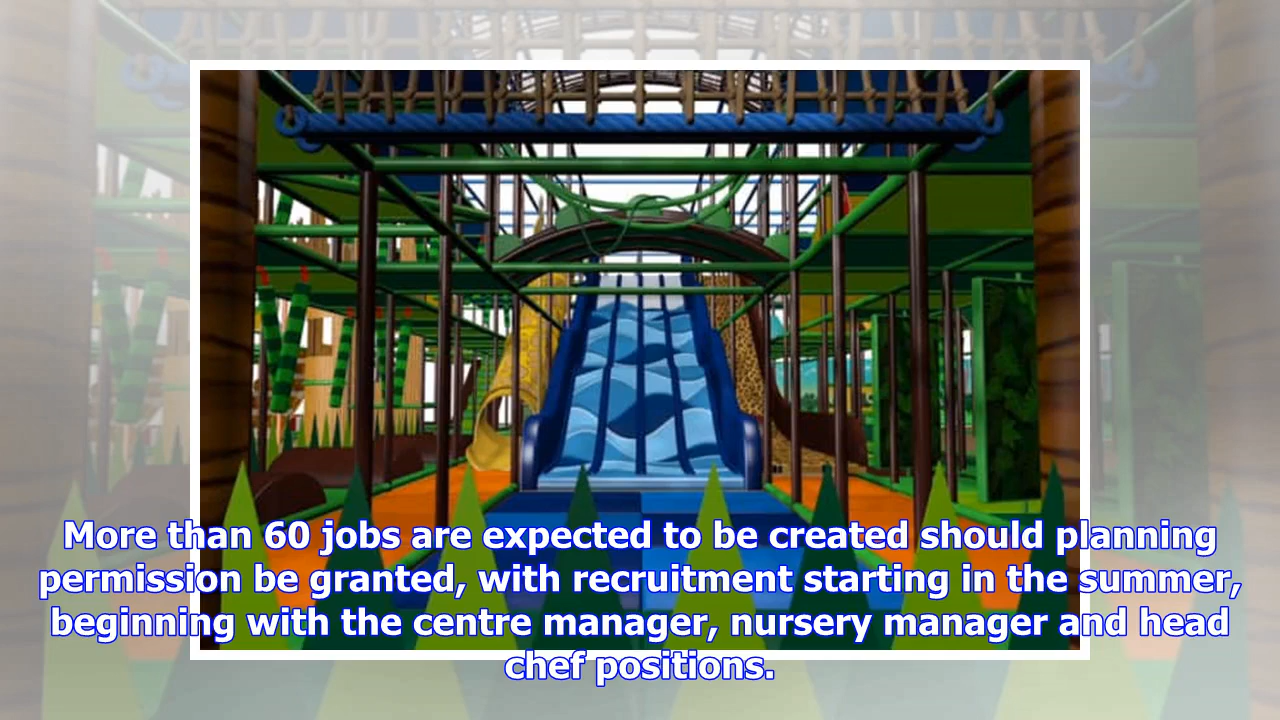 More than 60 jobs are expected to be created should planning
permission be granted, with recruitment starting in the summer,
beginning with the centre manager, nursery manager and head
chef positions.